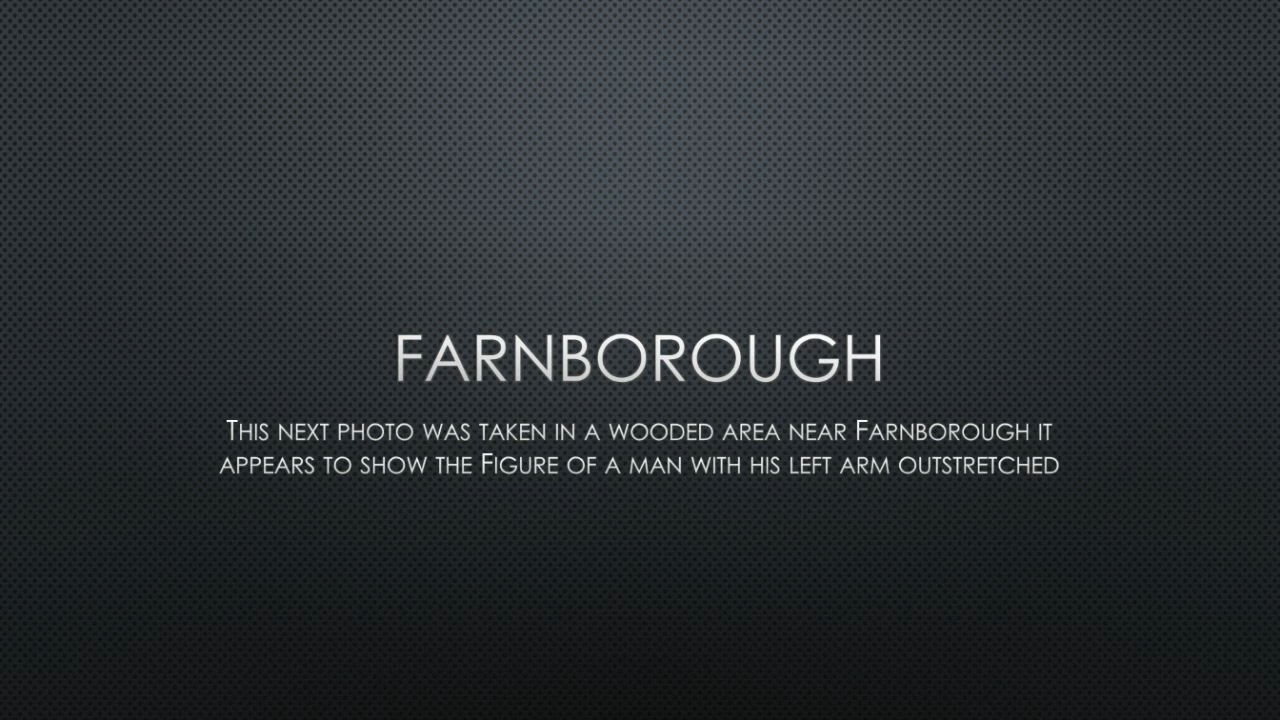 FARNBOROUGH
This next photo was taken in a wooded area near Farnborough it
appears to show the Figure of a man with his left arm outstretched